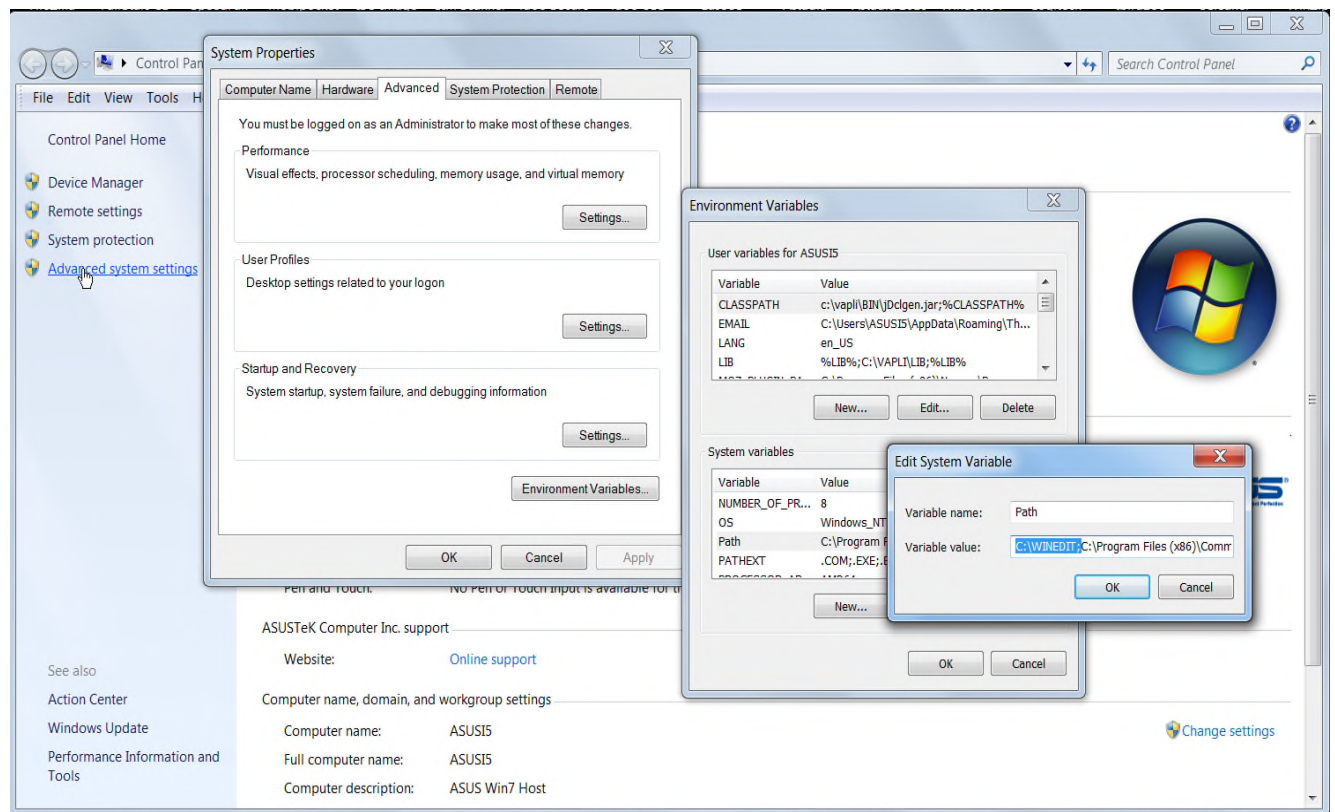 System Properties
Control Pan
Search Control Panel
File Edit View Tools H
Computer Name Hardware Advanced System Protection Remote
You must be logged on as an Administrator to make most of these changes.
Performance
Visual effects, processor scheduling, memory usage, and virtual memory
Settings...
User Profiles
Desktop settings related to your logon
Settings...
Startup and Recovery
System startup, system failure, and debugging information
Settings...
Environment Variables...
OK Cancel Apply
Control Panel Home
Device Manager
Remote settings
System protection
Advanced system settings
Environment Variables
User variables for ASUSI5
Variable Value
CLASSPATH c:\vapli\BIN\jDclgen.jar;%CLASSPATH%
EMAIL C:\Users\ASUSI5\AppData\Roaming\Th...
LANG en_US
LIB %LIB%;C:\VAPLI\LIB;%LIB%
New... Edit... Delete
System variables
Variable Value
NUMBER_OF_PR... 8
OS Windows_NT
Path C:\Program F
PATHEXT .COM;.EXE;.
New...
OK Cancel
Edit System Variable
Variable name: Path
Variable value: C:\WINEDIT;C:\Program Files (x86)\Comm
OK Cancel
Pen and Touch: No Pen or Touch Input is available for th
ASUSTeK Computer Inc. support
Website: Online support
Computer name, domain, and workgroup settings
Computer name: ASUSI5
Change settings
Full computer name: ASUSI5
Computer description: ASUS Win7 Host
See also
Action Center
Windows Update
Performance Information and
Tools